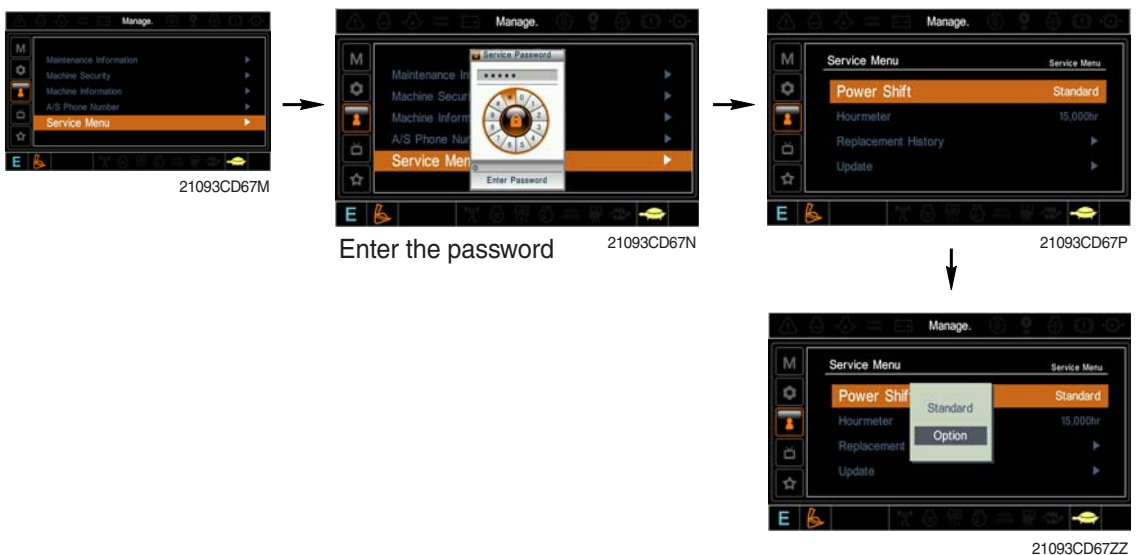 Manage.
M
Maintenance Information
Machine Security
Machine Information
A/S Phone Number
Service Menu
E
21093CD67M
Manage.
M
Service Password
*****
Maintenance In
Machine Secur
Machine Inform
A/S Phone Nur
Service Men
Enter Password
E
Enter the password
21093CD67N
Manage.
M
Service Menu
Service Menu
Power Shift Standard
Hourmeter 15,000hr
Replacement History
Update
E
21093CD67P
Manage.
M
Service Menu
Service Menu
Power Shif Standard
Standard
Hourmeter 15,000hr
Option
Replacement
Update
E
21093CD67ZZ